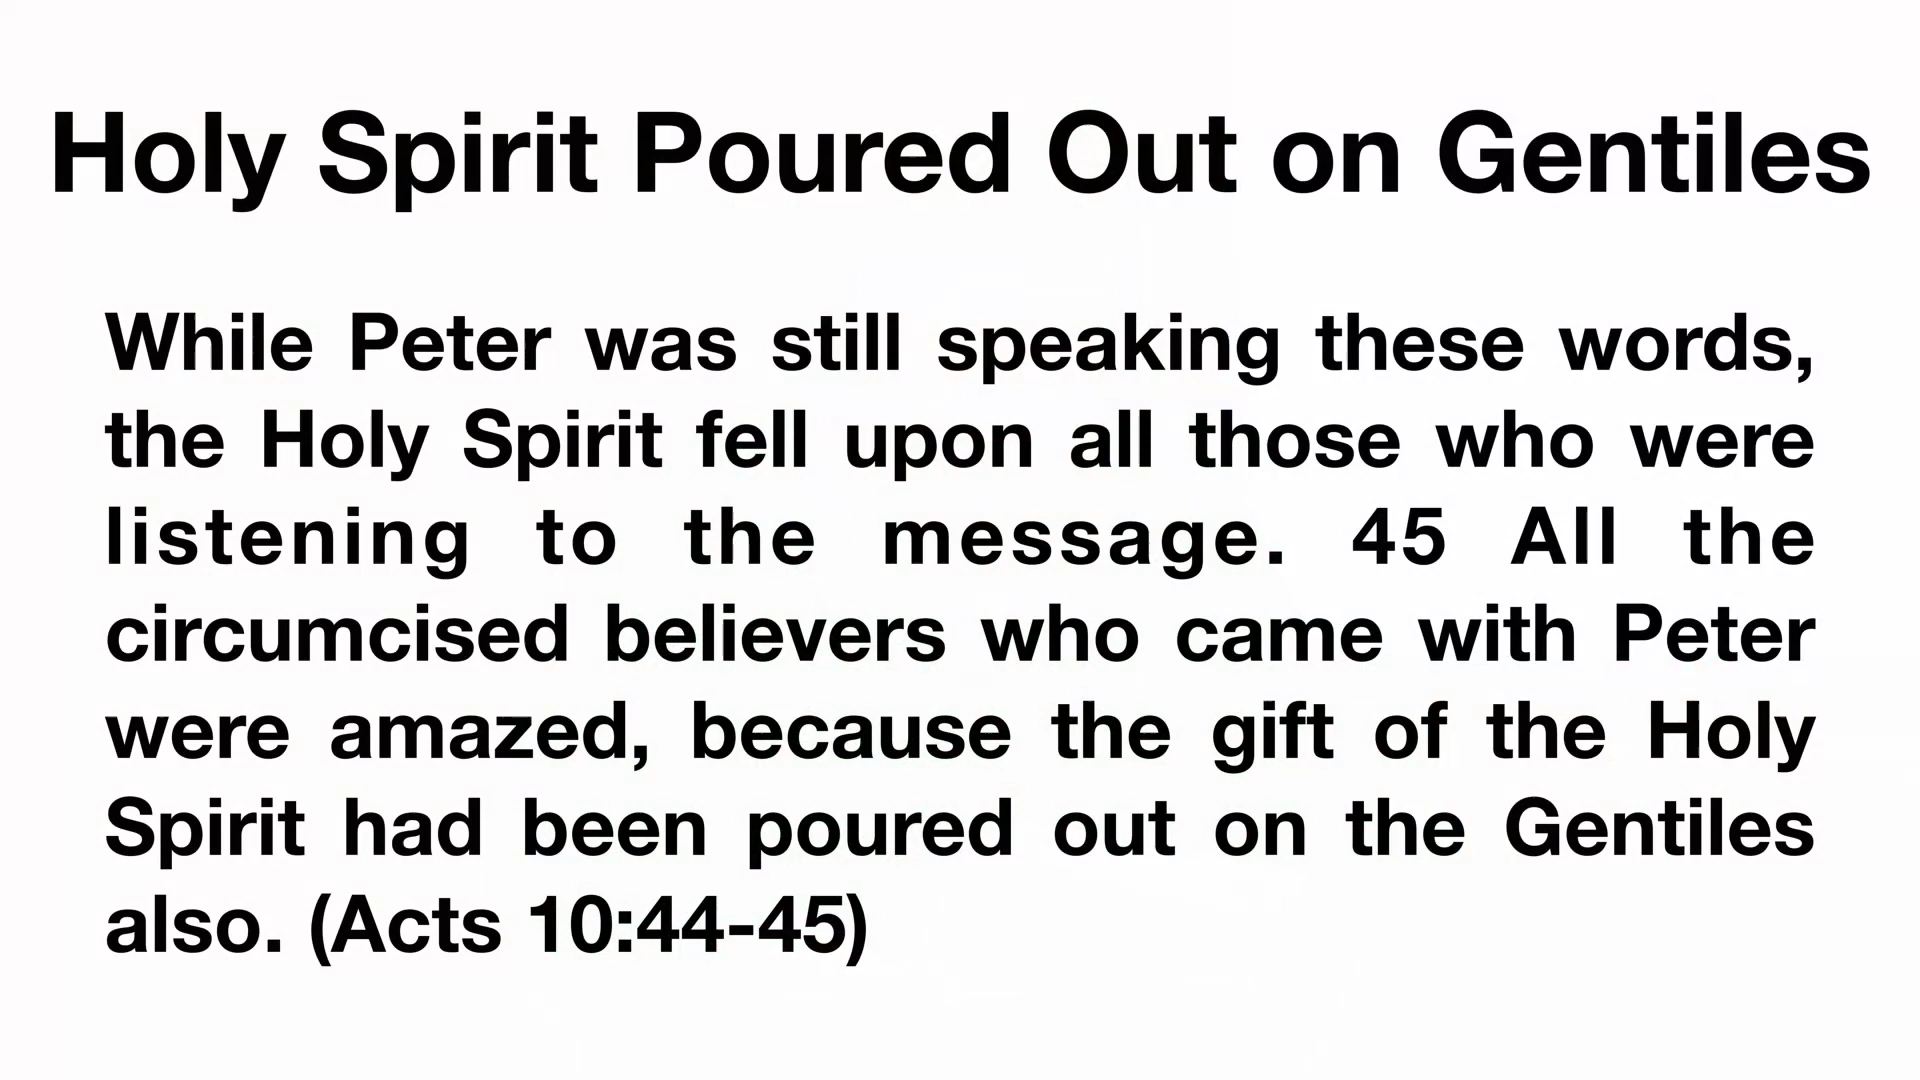 Holy Spirit Poured Out on Gentiles
While Peter was still speaking these words,
the Holy Spirit fell upon all those who were
listening to the message. 45 All the
circumcised believers who came with Peter
were amazed, because the gift of the Holy
Spirit had been poured out on the Gentiles
also. (Acts 10:44-45)